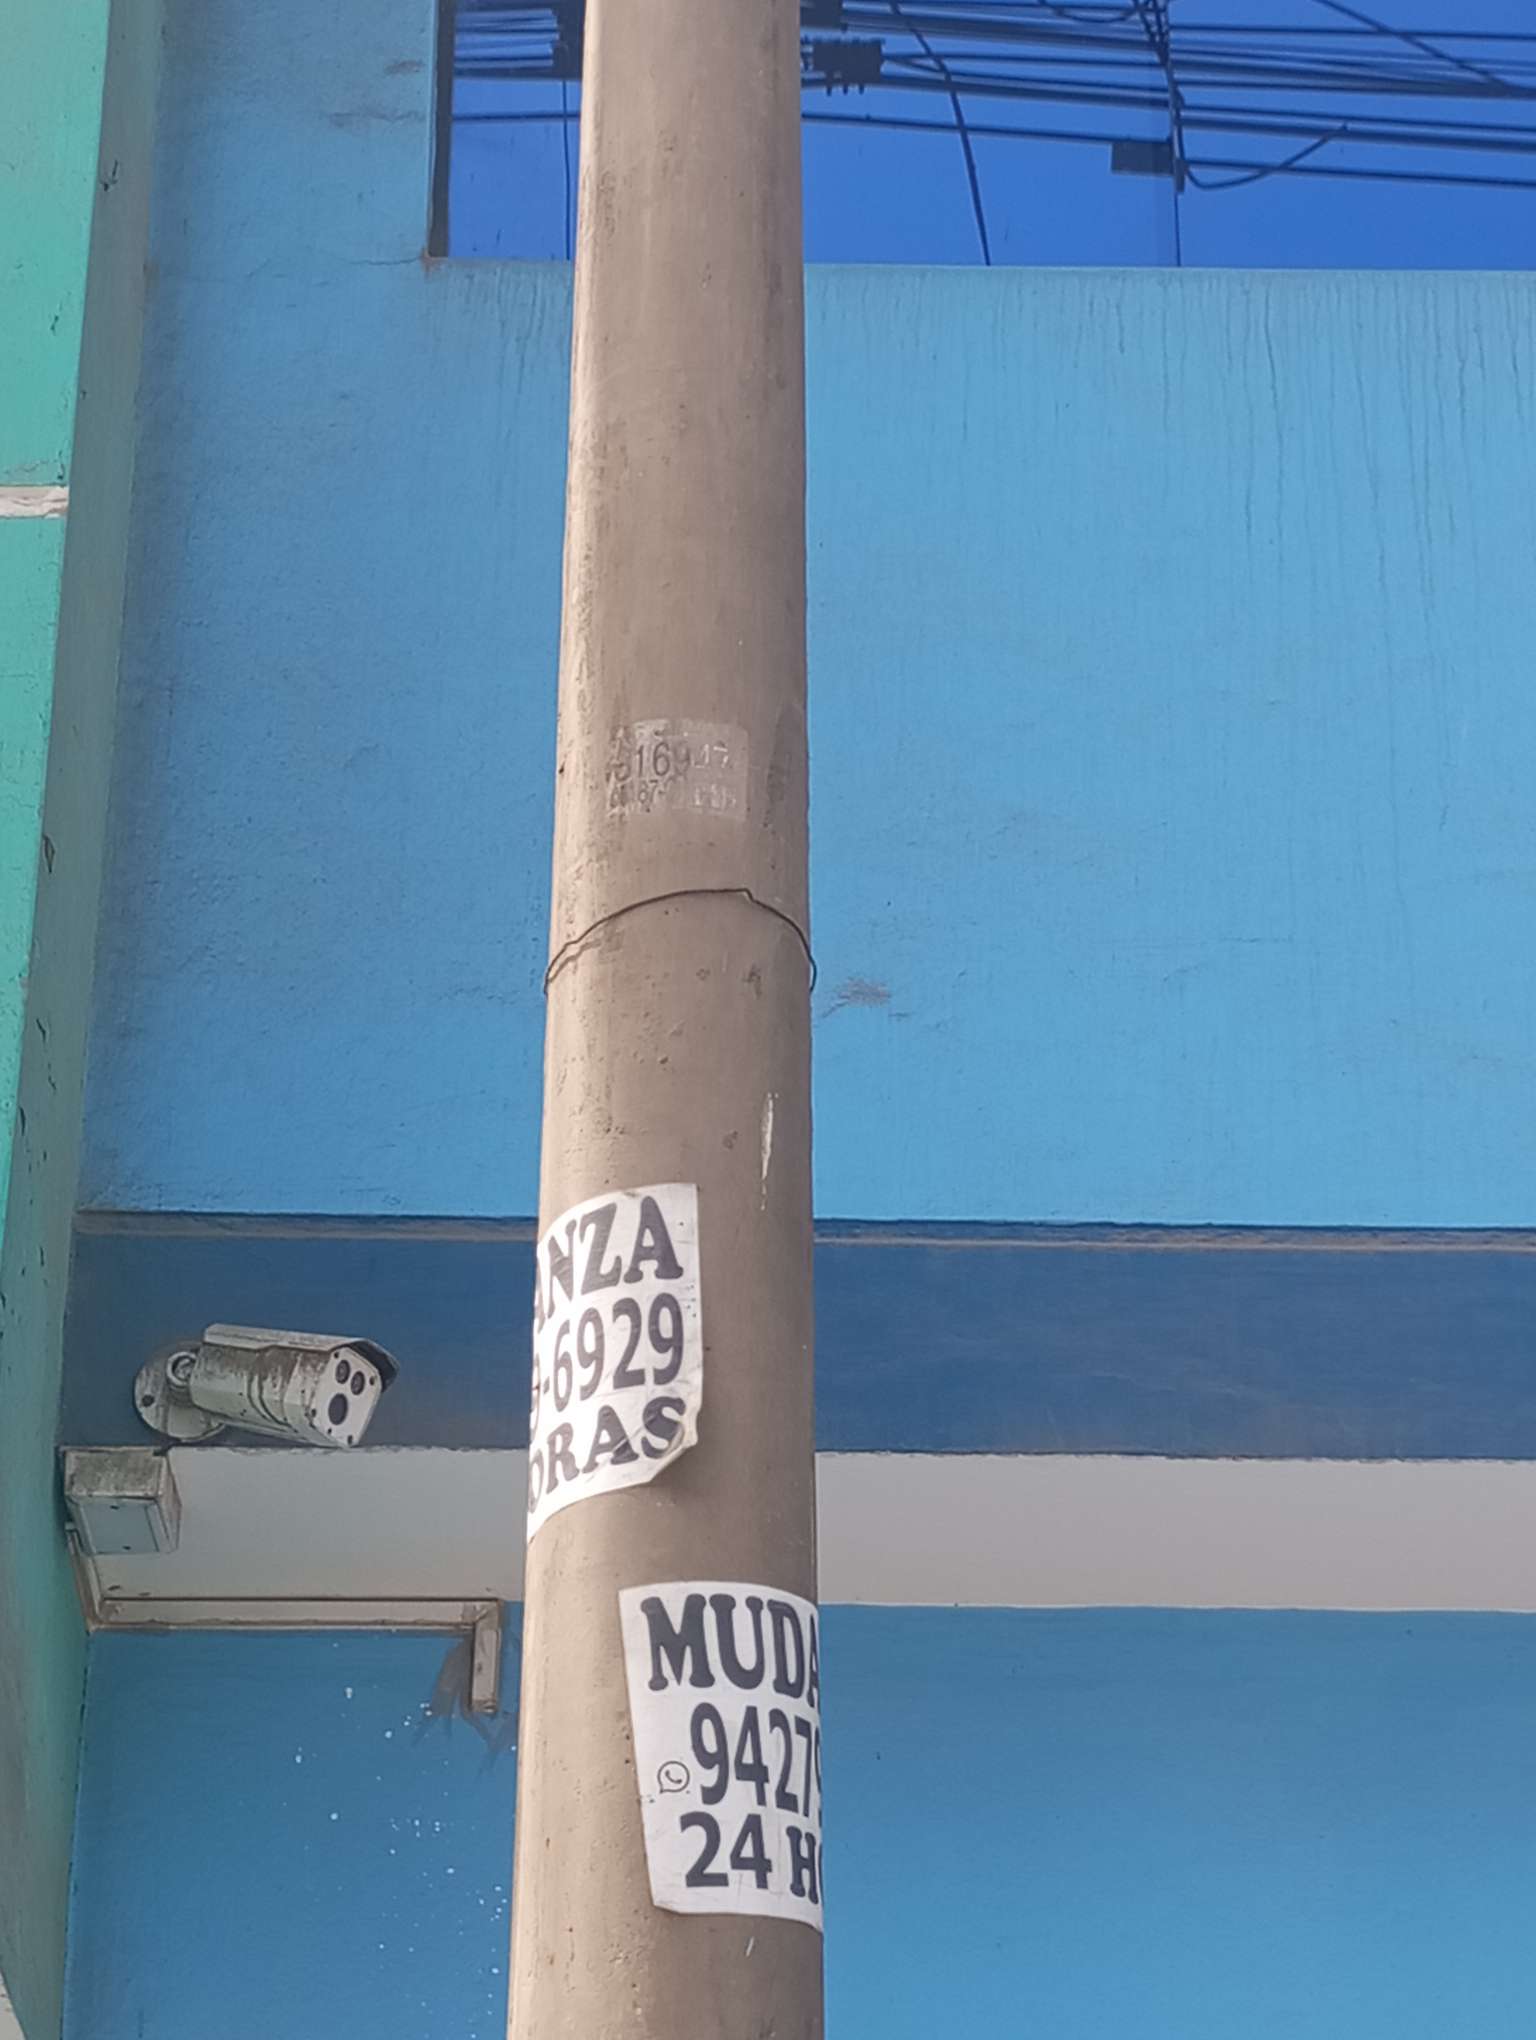 ANZA
-6929
ORAS
MUDA
9427
24 H